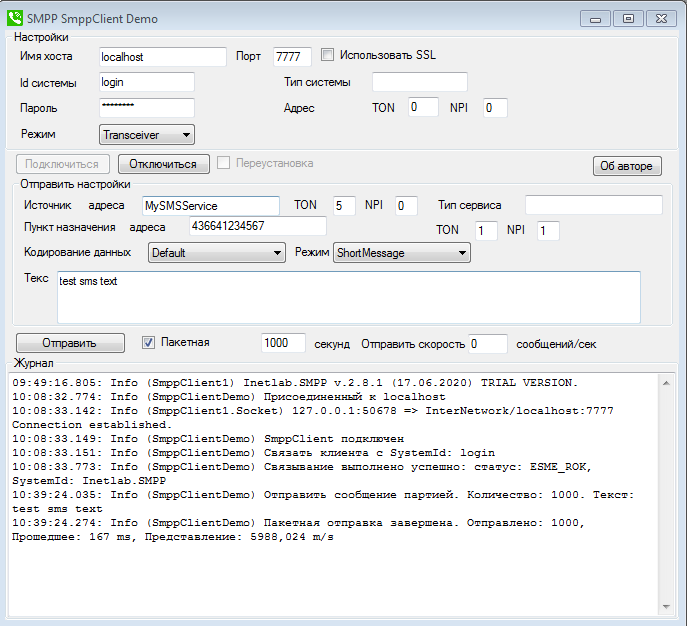 SMPP SmppClient Demo
Настройки
Имя хоста localhost Порт 7777 Использовать SSL
Id системы login Тип системы
Пароль ******** Адрес TON 0 NPI 0
Режим Transceiver
Подключиться Отключиться Переустановка Об авторе
Отправить настройки
Источник адреса MySMSService TON 5 NPI 0 Тип сервиса
Пункт назначения адреса 436641234567 TON 1 NPI 1
Кодирование данных Default Режим ShortMessage
Текс test sms text
Отправить Пакетная 1000 секунд Отправить скорость 0 сообщений/сек
Журнал
09:49:16.805: Info (SmppClient1) Inetlab.SMPP v.2.8.1 (17.06.2020) TRIAL VERSION.
10:08:32.774: Info (SmppClientDemo) Присоединенный к localhost
10:08:33.142: Info (SmppClient1.Socket) 127.0.0.1:50678 => InterNetwork/localhost:7777
Connection established.
10:08:33.149: Info (SmppClientDemo) SmppClient подключен
10:08:33.151: Info (SmppClientDemo) Связать клиента с SystemId: login
10:08:33.773: Info (SmppClientDemo) Связывание выполнено успешно: статус: ESME_ROK,
SystemId: Inetlab.SMPP
10:39:24.035: Info (SmppClientDemo) Отправить сообщение партией. Количество: 1000. Текст:
test sms text
10:39:24.274: Info (SmppClientDemo) Пакетная отправка завершена. Отправлено: 1000,
Прошедшее: 167 ms, Представление: 5988,024 m/s